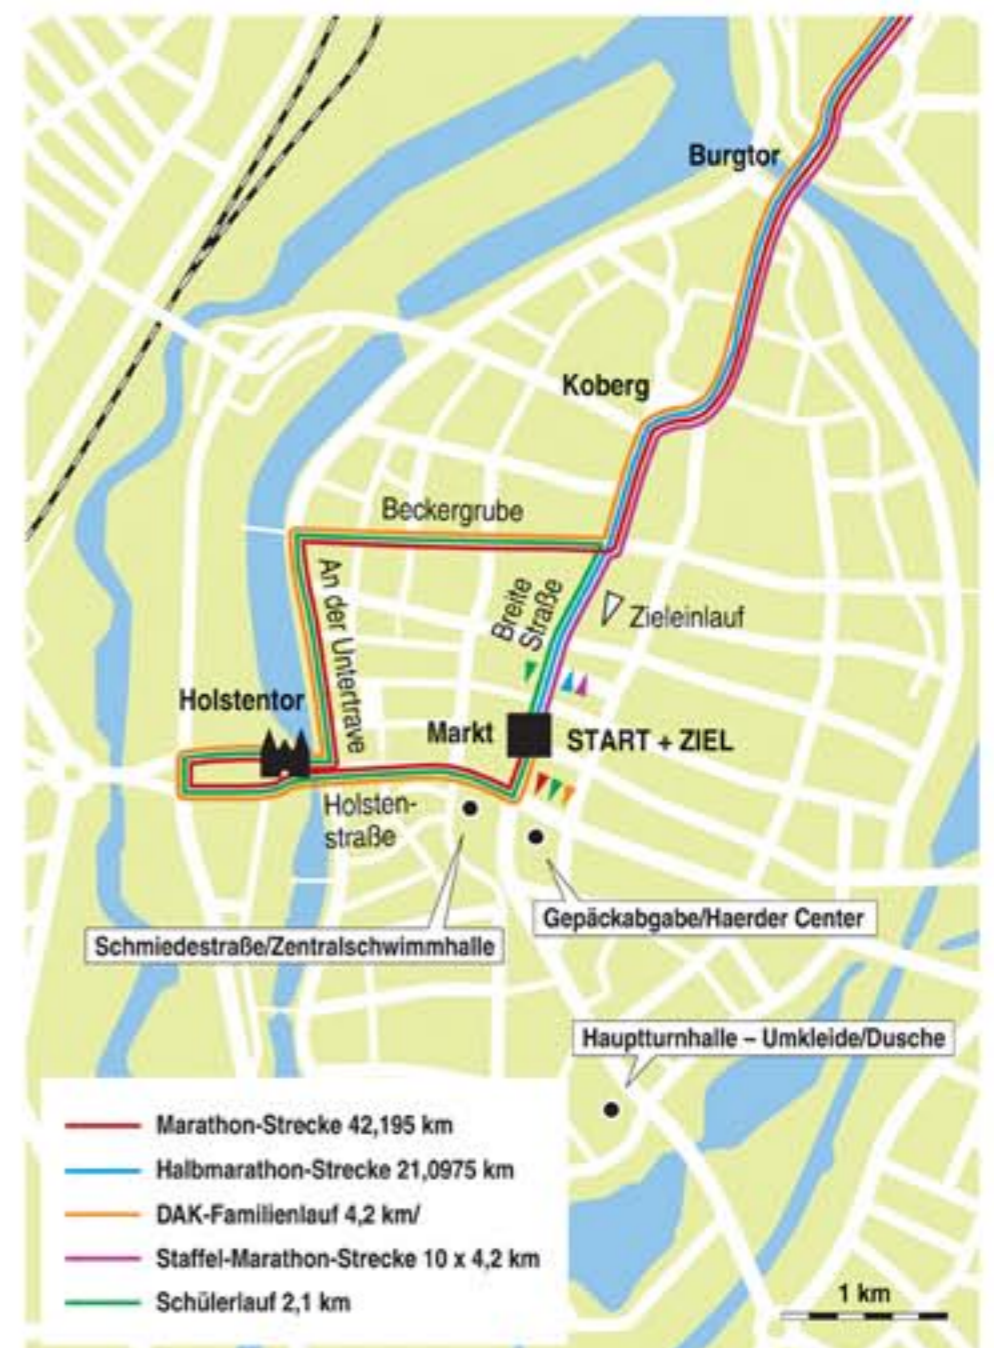 Burgtor
Koberg
Beckergrube
An der Untertrave
Breite
Straße
Zieleinlauf
Holstentor
Markt
START + ZIEL
Holsten-
straße
Gepäckabgabe/Haerder Center
Schmiedestraße/Zentralschwimmhalle
Hauptturnhalle – Umkleide/Dusche
Marathon-Strecke 42,195 km
Halbmarathon-Strecke 21,0975 km
DAK-Familienlauf 4,2 km/
Staffel-Marathon-Strecke 10 x 4,2 km
Schülerlauf 2,1 km
1 km